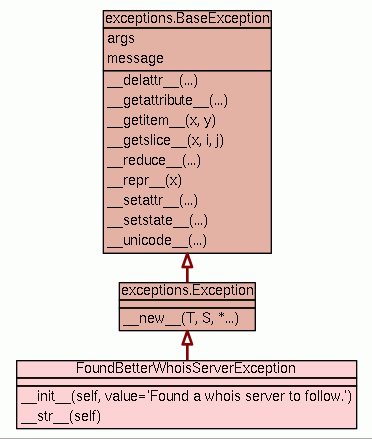 exceptions.BaseException
args
message
__delattr__(...)
__getattribute__(...)
__getitem__(x, y)
__getslice__(x, i, j)
__reduce__(...)
__repr__(x)
__setattr__(...)
__setstate__(...)
__unicode__(...)
exceptions.Exception
__new__(T, S, *...)
FoundBetterWhoisServerException
__init__(self, value='Found a whois server to follow.')
__str__(self)